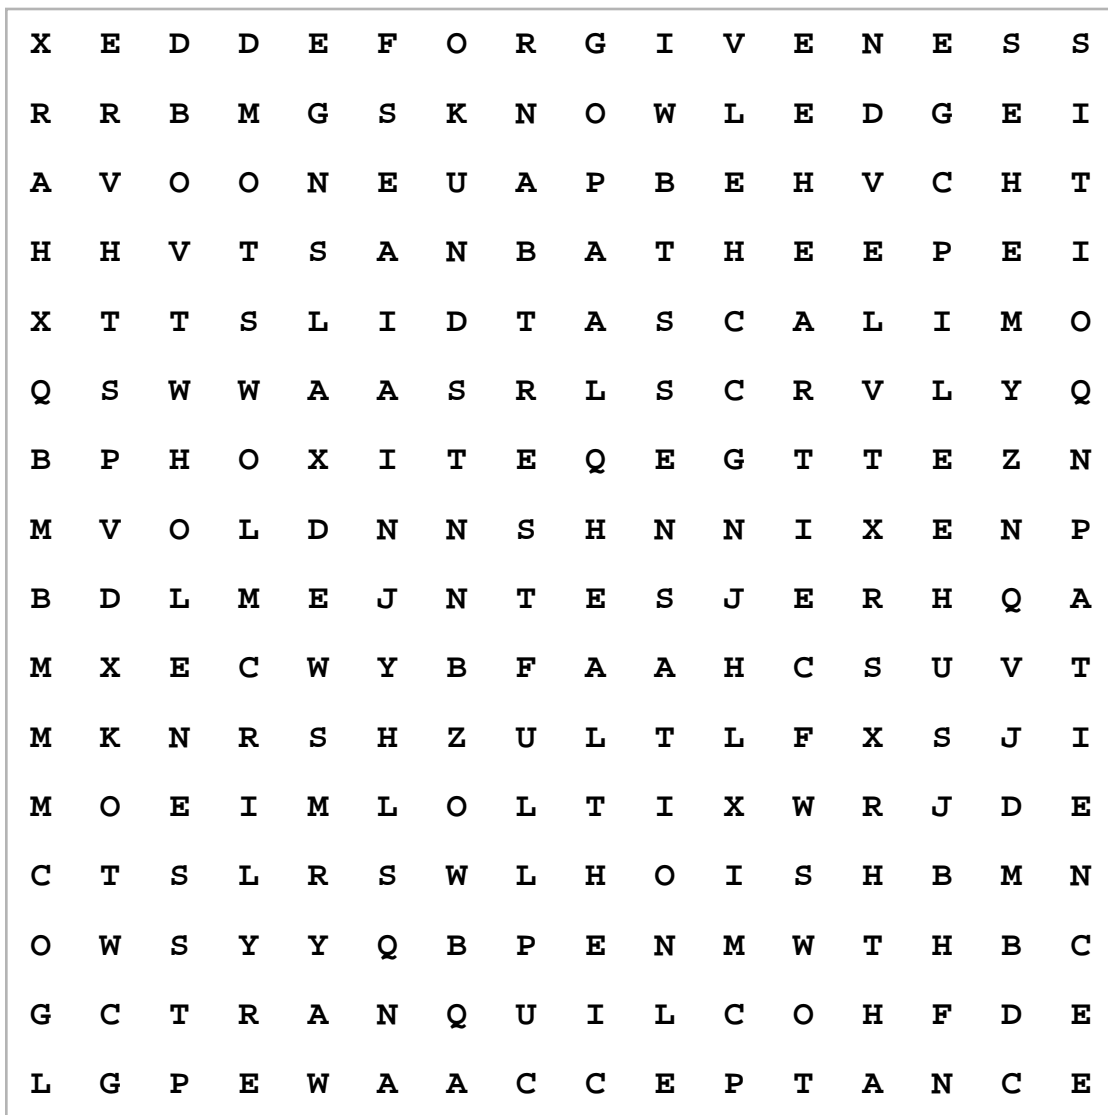 X E D D E F O R G I V E N E S S
R R B M G S K N O W L E D G E I
A V O O N E U A P B E H V C H T
H H V T S A N B A T H E E P E I
X T T S L I D T A S C A L I M O
Q S W W A A S R L S C R V L Y Q
B P H O X I T E Q E G T T E Z N
M V O L D N N S H N N I X E N P
B D L M E J N T E S J E R H Q A
M X E C W Y B F A A H C S U V T
M K N R S H Z U L T L F X S J I
M O E I M L O L T I X W R J D E
C T S L R S W L H O I S H B M N
O W S Y Y Q B P E N M W T H B C
G C T R A N Q U I L C O H F D E
L G P E W A A C C E P T A N C E